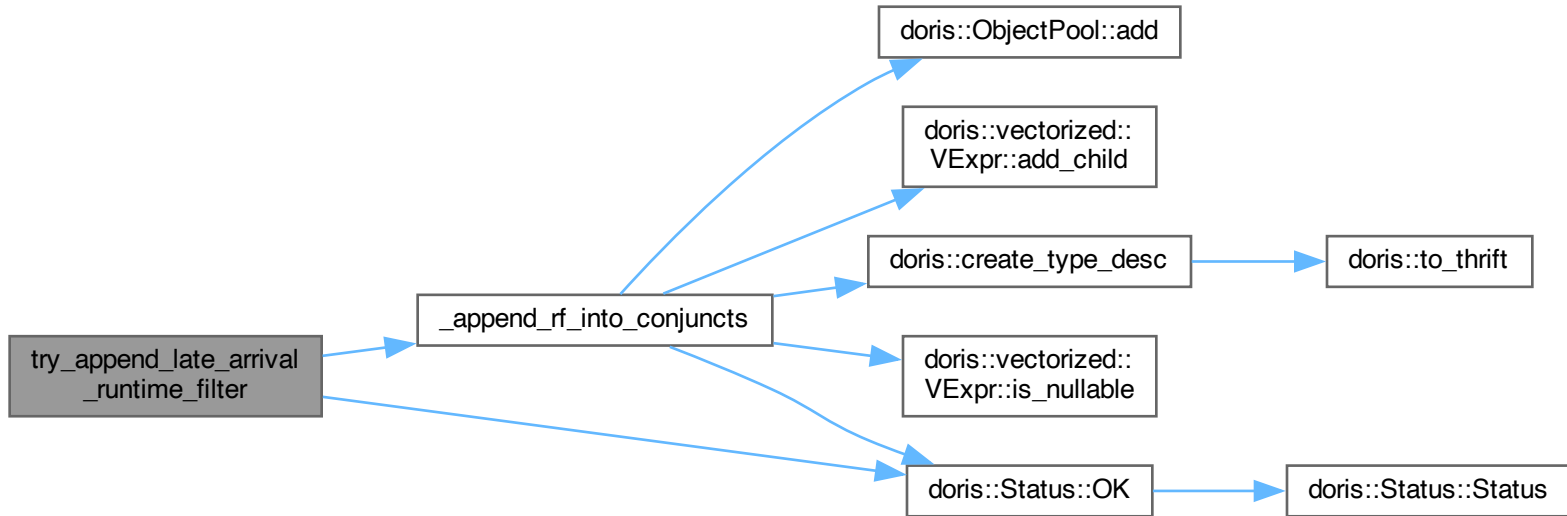 doris::ObjectPool::add
doris::vectorized::
VExpr::add_child
doris::create_type_desc
doris::to_thrift
_append_rf_into_conjuncts
try_append_late_arrival
_runtime_filter
doris::vectorized::
VExpr::is_nullable
doris::Status::OK
doris::Status::Status